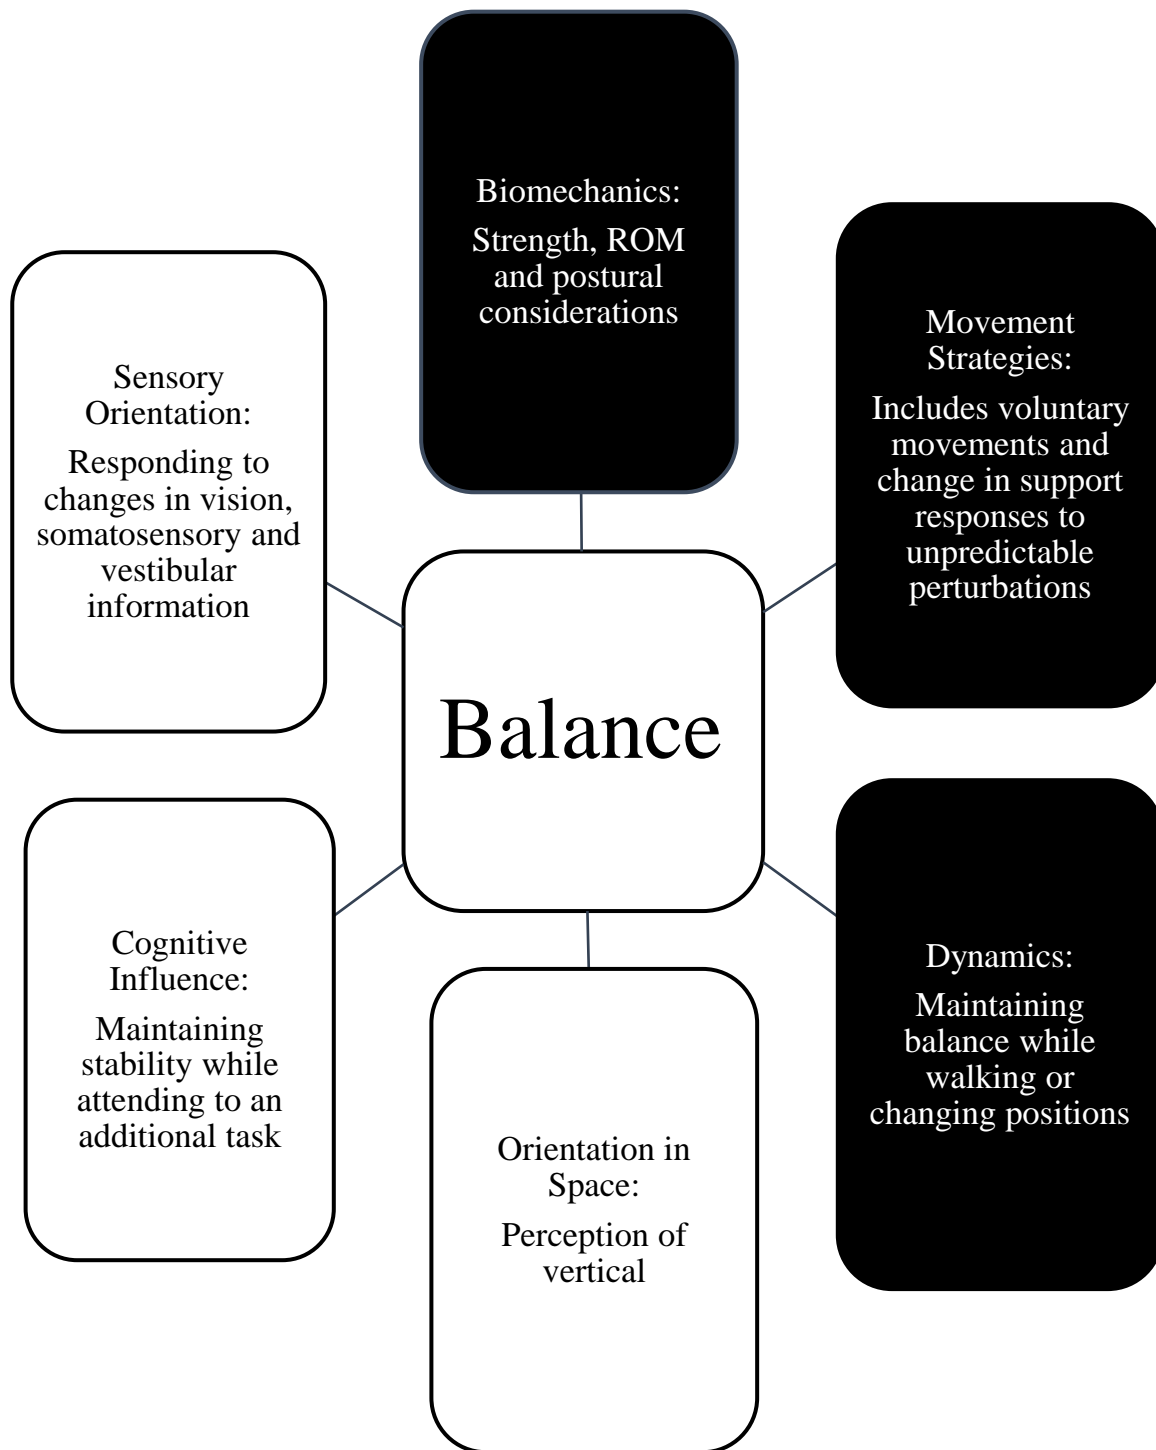 Biomechanics:
Strength, ROM
and postural
considerations
Movement
Strategies:
Includes voluntary
movements and
change in support
responses to
unpredictable
perturbations
Sensory
Orientation:
Responding to
changes in vision,
somatosensory and
vestibular
information
Balance
Cognitive
Influence:
Maintaining
stability while
attending to an
additional task
Dynamics:
Maintaining
balance while
walking or
changing positions
Orientation in
Space:
Perception of
vertical